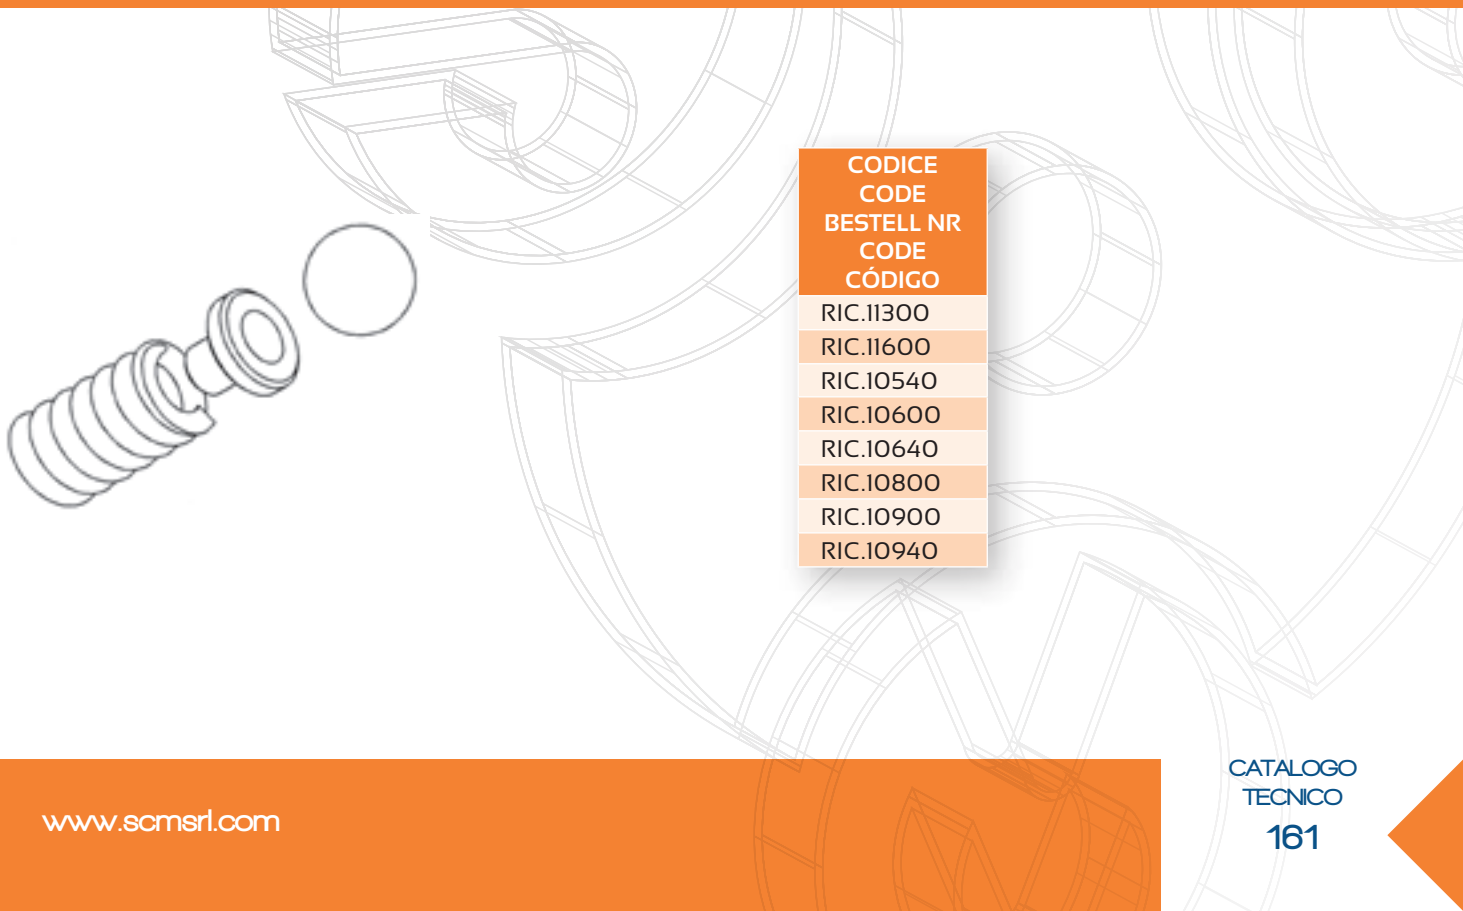 CODICE
CODE
BESTELL NR
CODE
CÓDIGO
RIC.11300
RIC.11600
RIC.10540
RIC.10600
RIC.10640
RIC.10800
RIC.10900
RIC.10940
www.scmsrl.com
CATALOGO
TECNICO
161